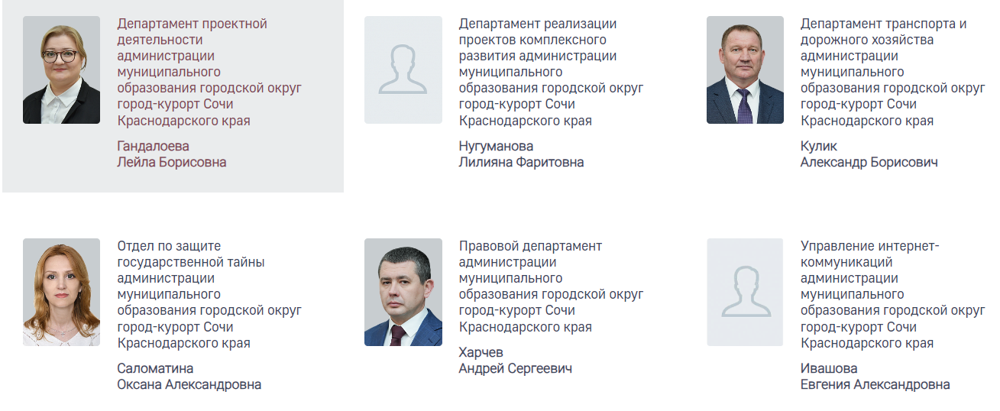 Департамент проектной
деятельности
администрации
муниципального
образования городской округ
город-курорт Сочи
Краснодарского края
Гандалоева
Лейла Борисовна
Департамент реализации
проектов комплексного
развития администрации
муниципального
образования городской округ
город-курорт Сочи
Краснодарского края
Нугуманова
Лилияна Фаритовна
Департамент транспорта и
дорожного хозяйства
администрации
муниципального
образования городской округ
город-курорт Сочи
Краснодарского края
Кулик
Александр Борисович
Отдел по защите
государственной тайны
администрации
муниципального
образования городской округ
город-курорт Сочи
Краснодарского края
Саломатина
Оксана Александровна
Правовой департамент
администрации
муниципального
образования городской округ
город-курорт Сочи
Краснодарского края
Харчев
Андрей Сергеевич
Управление интернет-
коммуникаций
администрации
муниципального
образования городской округ
город-курорт Сочи
Краснодарского края
Ивашова
Евгения Александровна